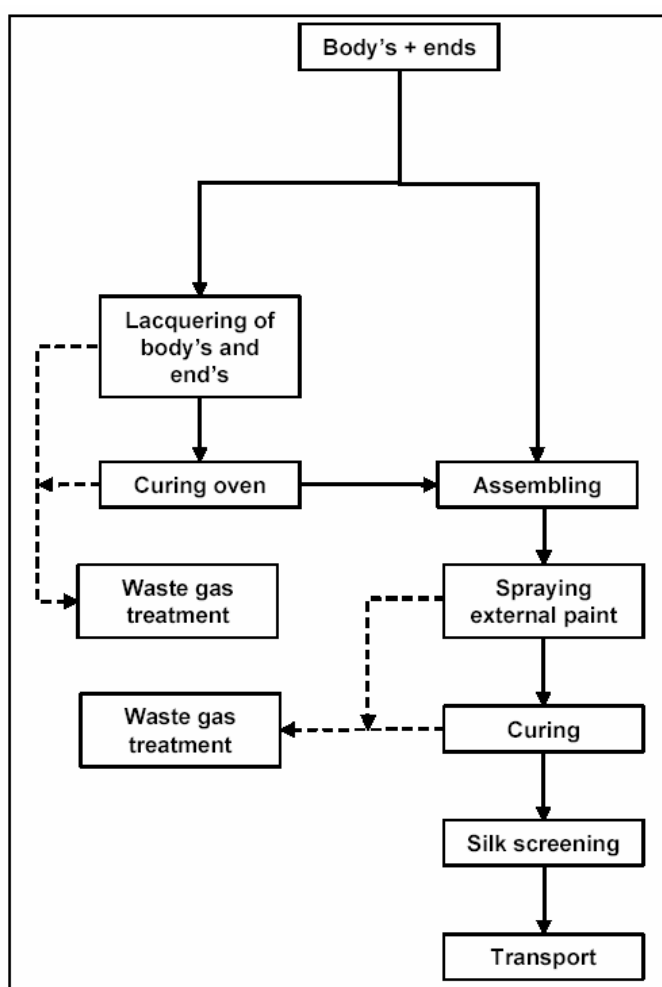 Body's + ends
Lacquering of
body's and
end's
Curing oven
Assembling
Waste gas
treatment
Spraying
external paint
Waste gas
treatment
Curing
Silk screening
Transport